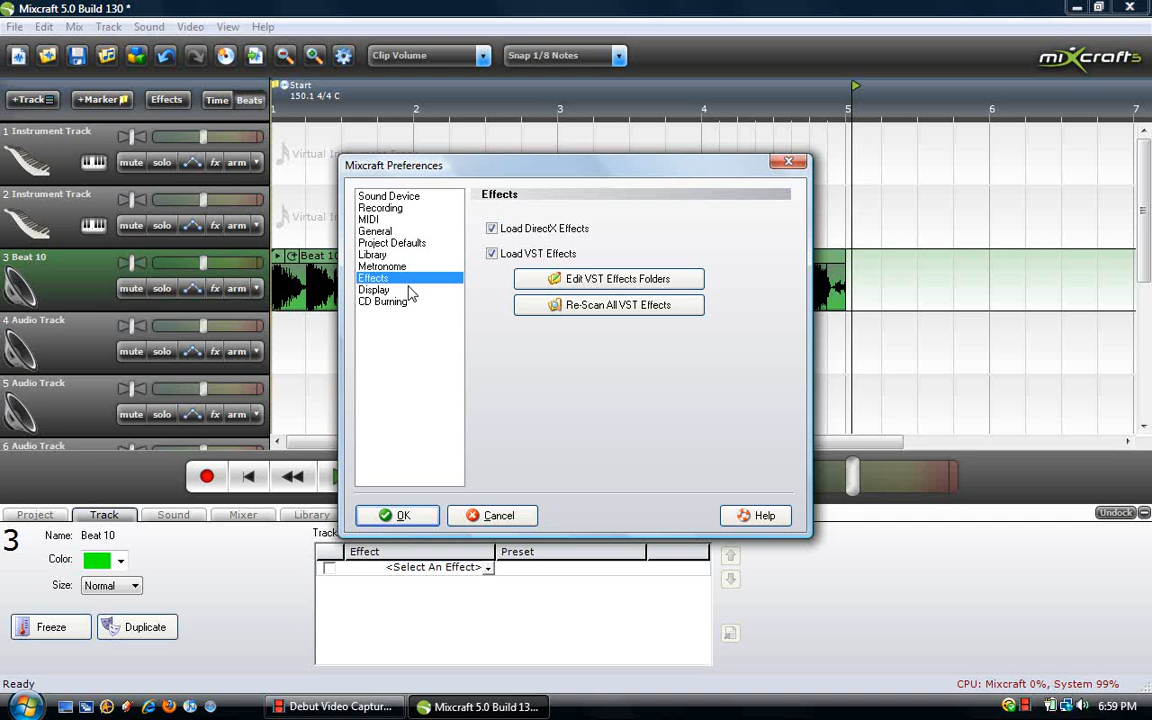 Mixcraft 5.0 Build 130 *
File Edit Mix Track Sound Video View Help
Clip Volume
Snap 1/8 Notes
mixcraft5
+Track
+Marker
Effects
Time
Beats
Start
150.1 4/4 C
1 2 3 4 5 6 7
1 Instrument Track
mute solo fx arm
Virtual In
2 Instrument Track
mute solo fx arm
Virtual In
3 Beat 10
mute solo fx arm
Beat 10
4 Audio Track
mute solo fx arm
5 Audio Track
mute solo fx arm
6 Audio Track
Mixcraft Preferences
Sound Device
Recording
MIDI
General
Project Defaults
Library
Metronome
Effects
Display
CD Burning
Effects
Load DirectX Effects
Load VST Effects
Edit VST Effects Folders
Re-Scan All VST Effects
OK
Cancel
Help
Project Track Sound Mixer Library
Undock
3
Name: Beat 10
Color:
Size: Normal
Freeze
Duplicate
Track
Effect
Preset
<Select An Effect>
Ready
CPU: Mixcraft 0%, System 99%
Debut Video Captur...
Mixcraft 5.0 Build 13...
6:59 PM